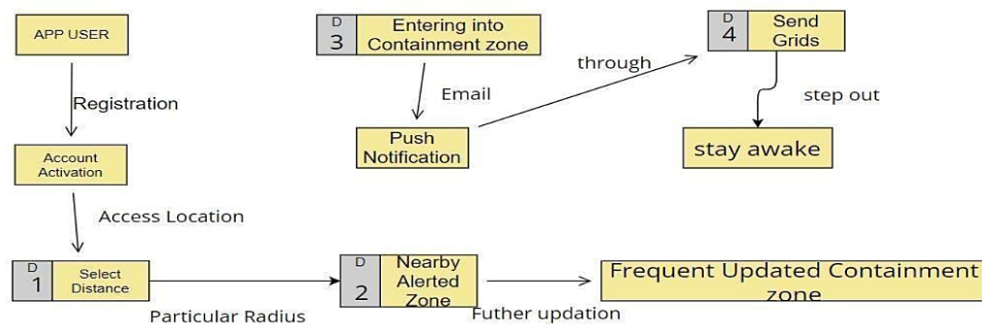 APP USER
Registration
Account
Activation
Access Location
D
1
Select
Distance
Particular Radius
D
2
Nearby
Alerted
Zone
Futher updation
Frequent Updated Containment
zone
D
3
Entering into
Containment zone
Email
Push
Notification
through
D
4
Send
Grids
step out
stay awake